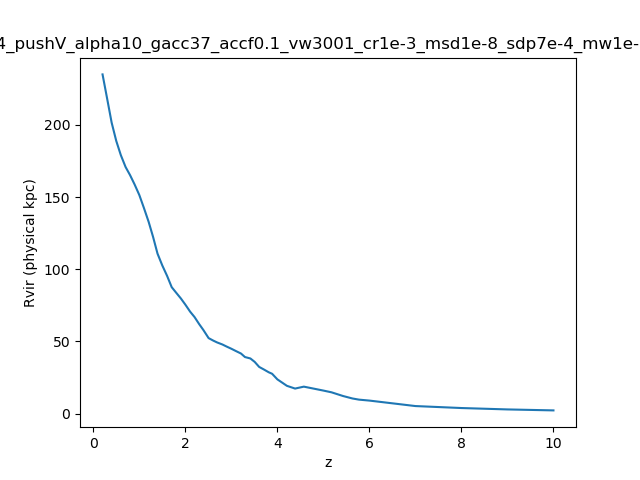 4_pushV_alpha10_gacc37_accf0.1_vw3001_cr1e-3_msd1e-8_sdp7e-4_mw1e-
200
150
100
50
0
Rvir (physical kpc)
0 2 4 6 8 10
z